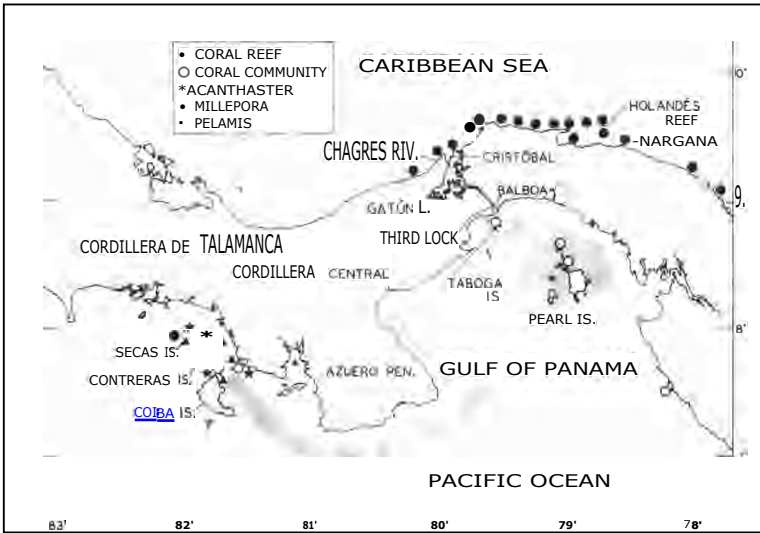 • CORAL REEF
○ CORAL COMMUNITY
*ACANTHASTER
• MILLEPORA
· PELAMIS
CARIBBEAN SEA
HOLANDÉS
REEF
NARGANA
CHAGRES RIV.
CRISTÓBAL
BALBOA
9.
GATÚN L.
THIRD LOCK
CORDILLERA DE TALAMANCA
CORDILLERA CENTRAL
TABOGA
IS
PEARL IS.
8'
SECAS IS.
GULF OF PANAMA
CONTRERAS IS.
AZUERO PEN.
COIBA IS.
PACIFIC OCEAN
83' 82' 81' 80' 79' 78'